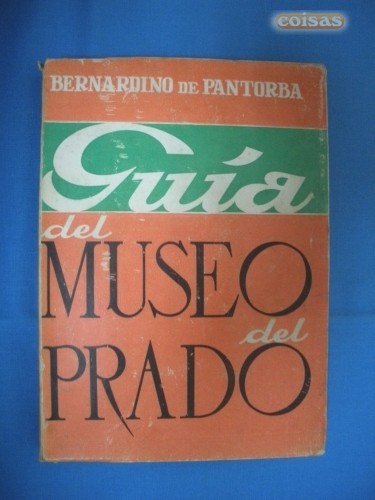 coisas
BERNARDINO DE PANTORBA
Guía
del
MUSEO
del
PRADO